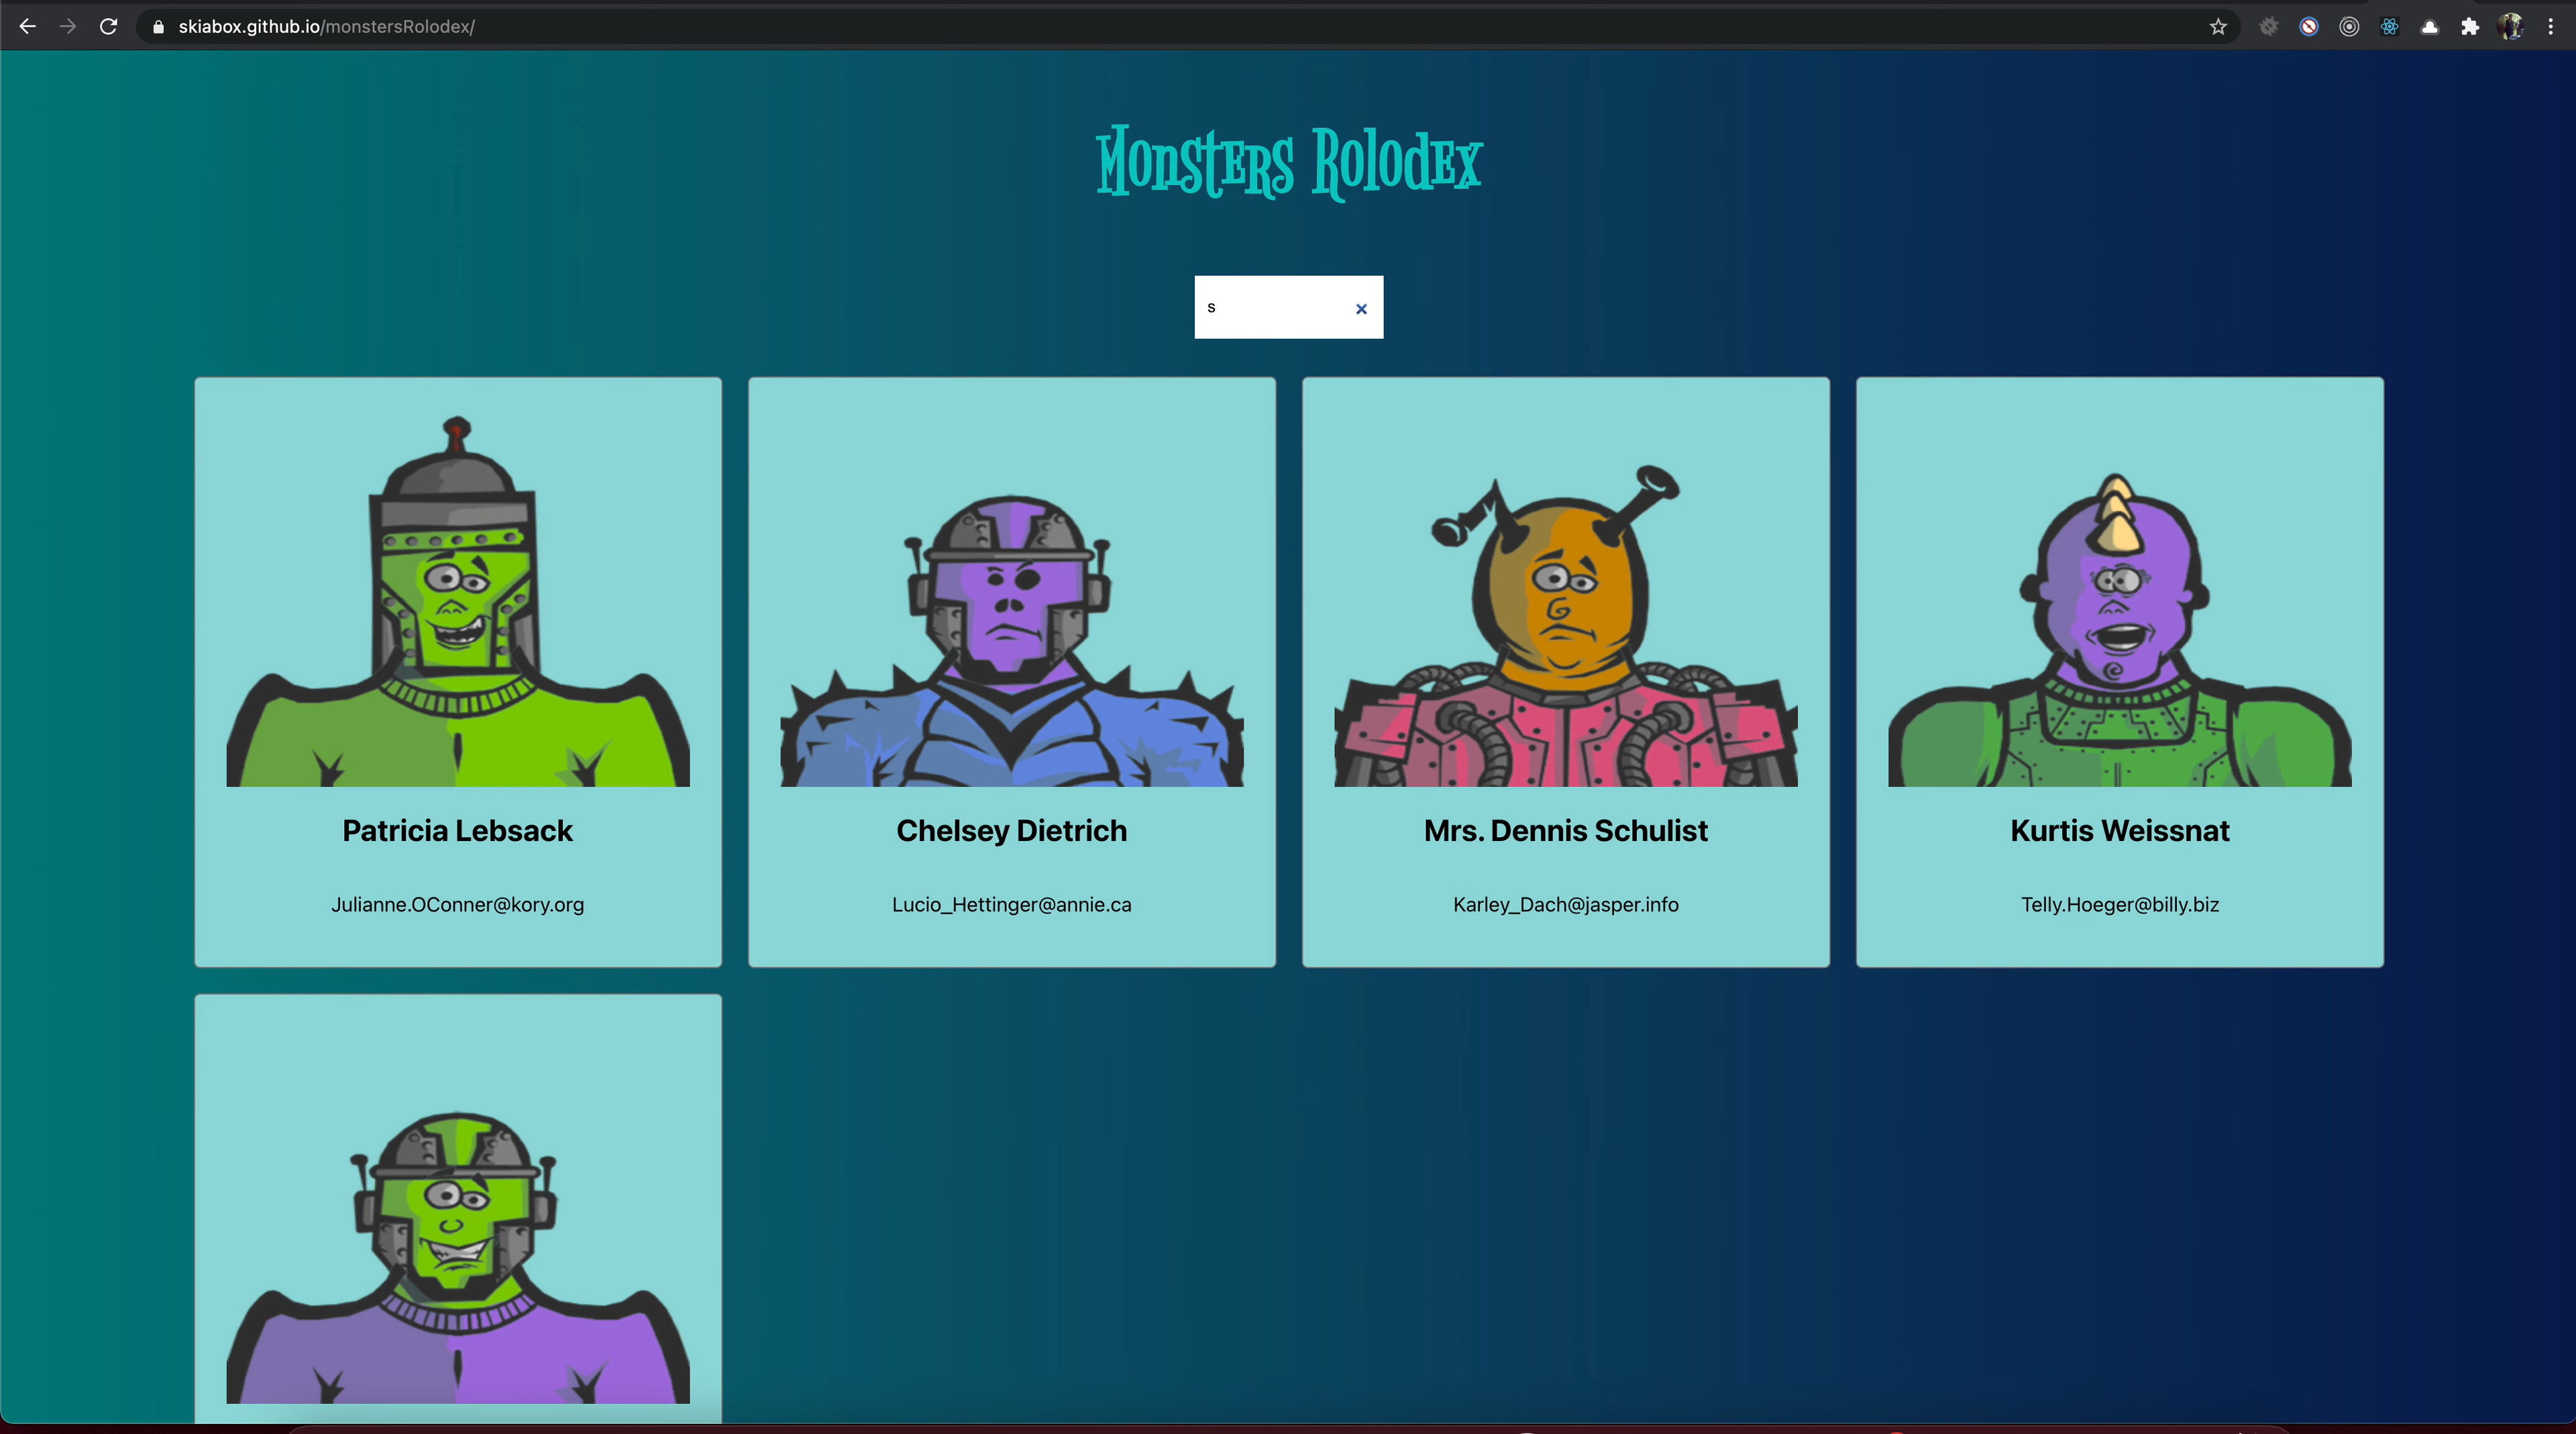 skiabox.github.io/monstersRolodex/
Monsters Rolodex
s
Patricia Lebsack
Chelsey Dietrich
Mrs. Dennis Schulist
Kurtis Weissnat
Julianne.OConner@kory.org
Lucio_Hettinger@annie.ca
Karley_Dach@jasper.info
Telly.Hoeger@billy.biz